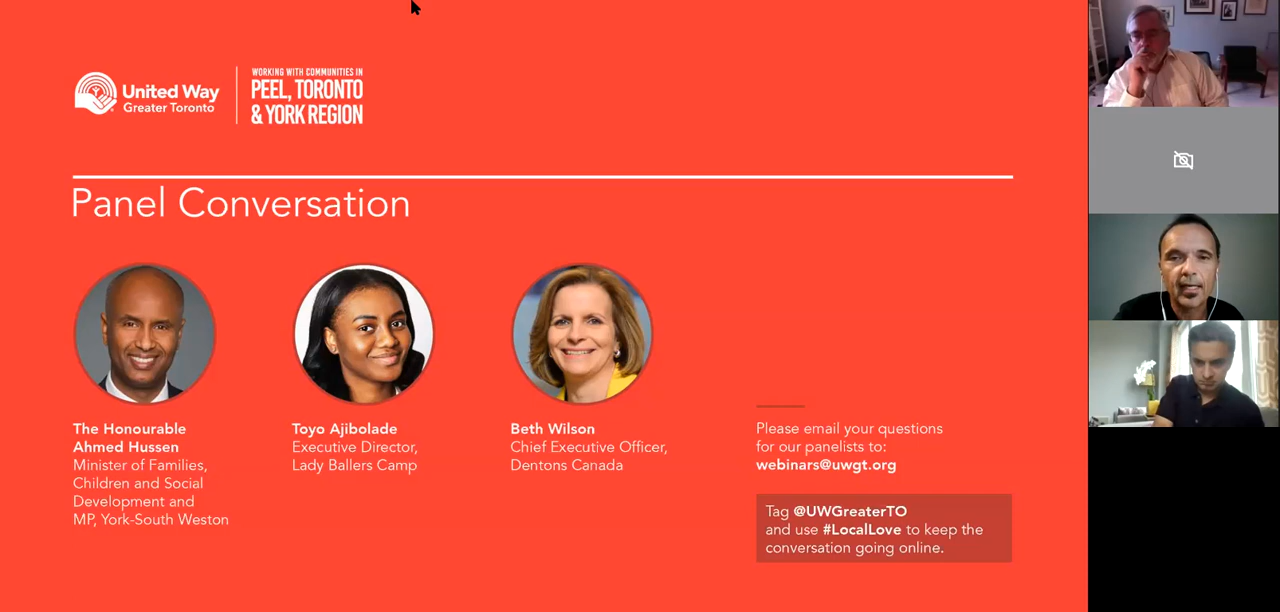 United Way
Greater Toronto
WORKING WITH COMMUNITIES IN
PEEL, TORONTO
& YORK REGION
Panel Conversation
The Honourable
Ahmed Hussen
Minister of Families,
Children and Social
Development and
MP, York-South Weston
Toyo Ajibolade
Executive Director,
Lady Ballers Camp
Beth Wilson
Chief Executive Officer,
Dentons Canada
Please email your questions
for our panelists to:
webinars@uwgt.org
Tag @UWGreaterTO
and use #LocalLove to keep the
conversation going online.